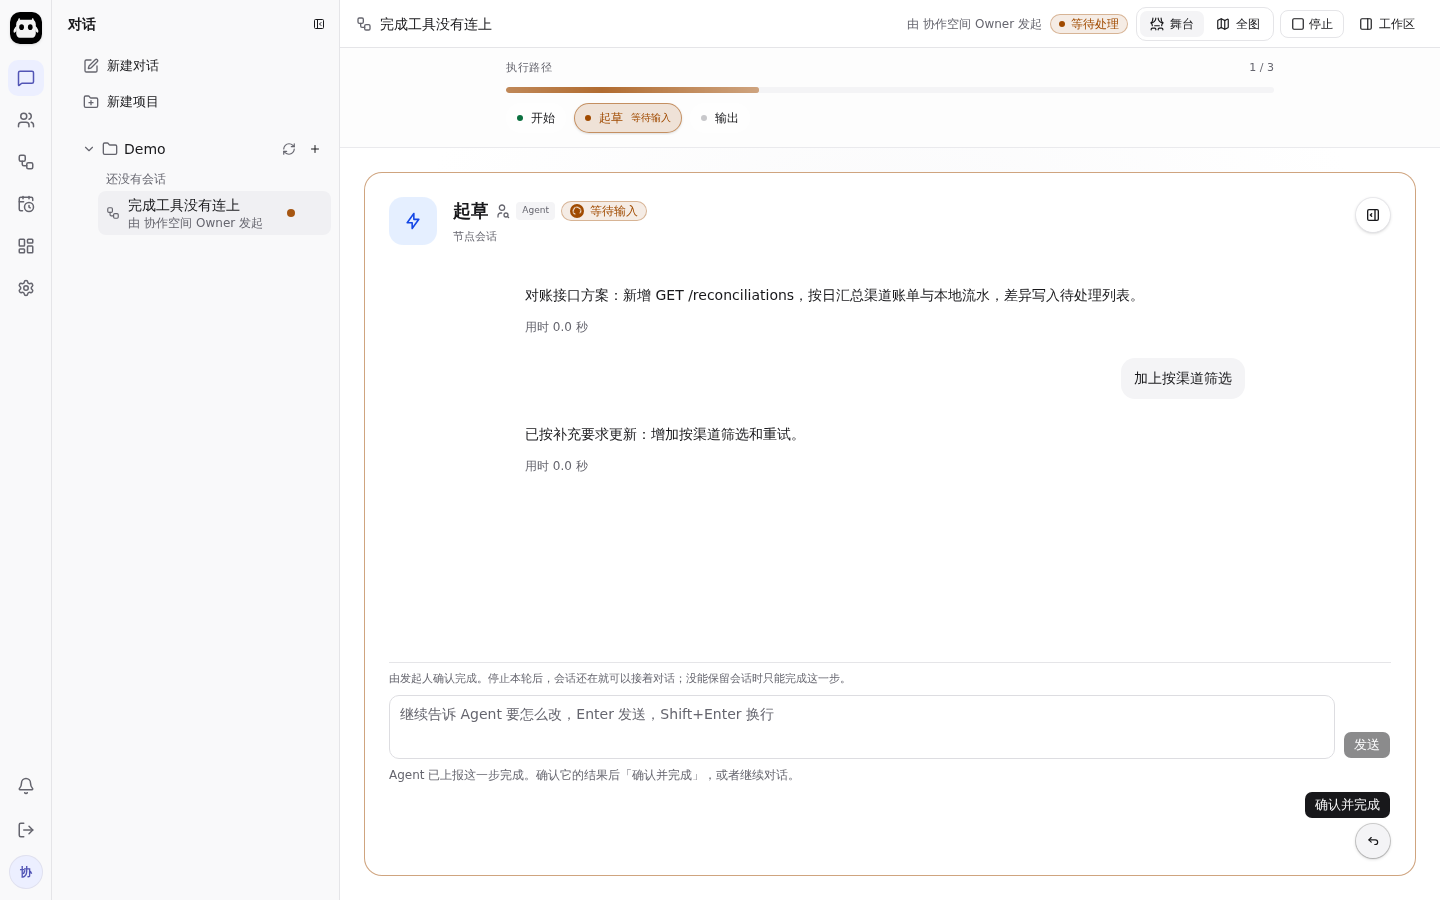 对话
新建对话
新建项目
Demo
还没有会话
完成工具没有连上
由 协作空间 Owner 发起
协
完成工具没有连上
由 协作空间 Owner 发起
等待处理
舞台
全图
停止
工作区
执行路径
1 / 3
开始
起草 等待输入
输出
起草
Agent
等待输入
节点会话
对账接口方案：新增 GET /reconciliations，按日汇总渠道账单与本地流水，差异写入待处理列表。
用时 0.0 秒
加上按渠道筛选
已按补充要求更新：增加按渠道筛选和重试。
用时 0.0 秒
由发起人确认完成。停止本轮后，会话还在就可以接着对话；没能保留会话时只能完成这一步。
继续告诉 Agent 要怎么改，Enter 发送，Shift+Enter 换行
发送
Agent 已上报这一步完成。确认它的结果后「确认并完成」，或者继续对话。
确认并完成